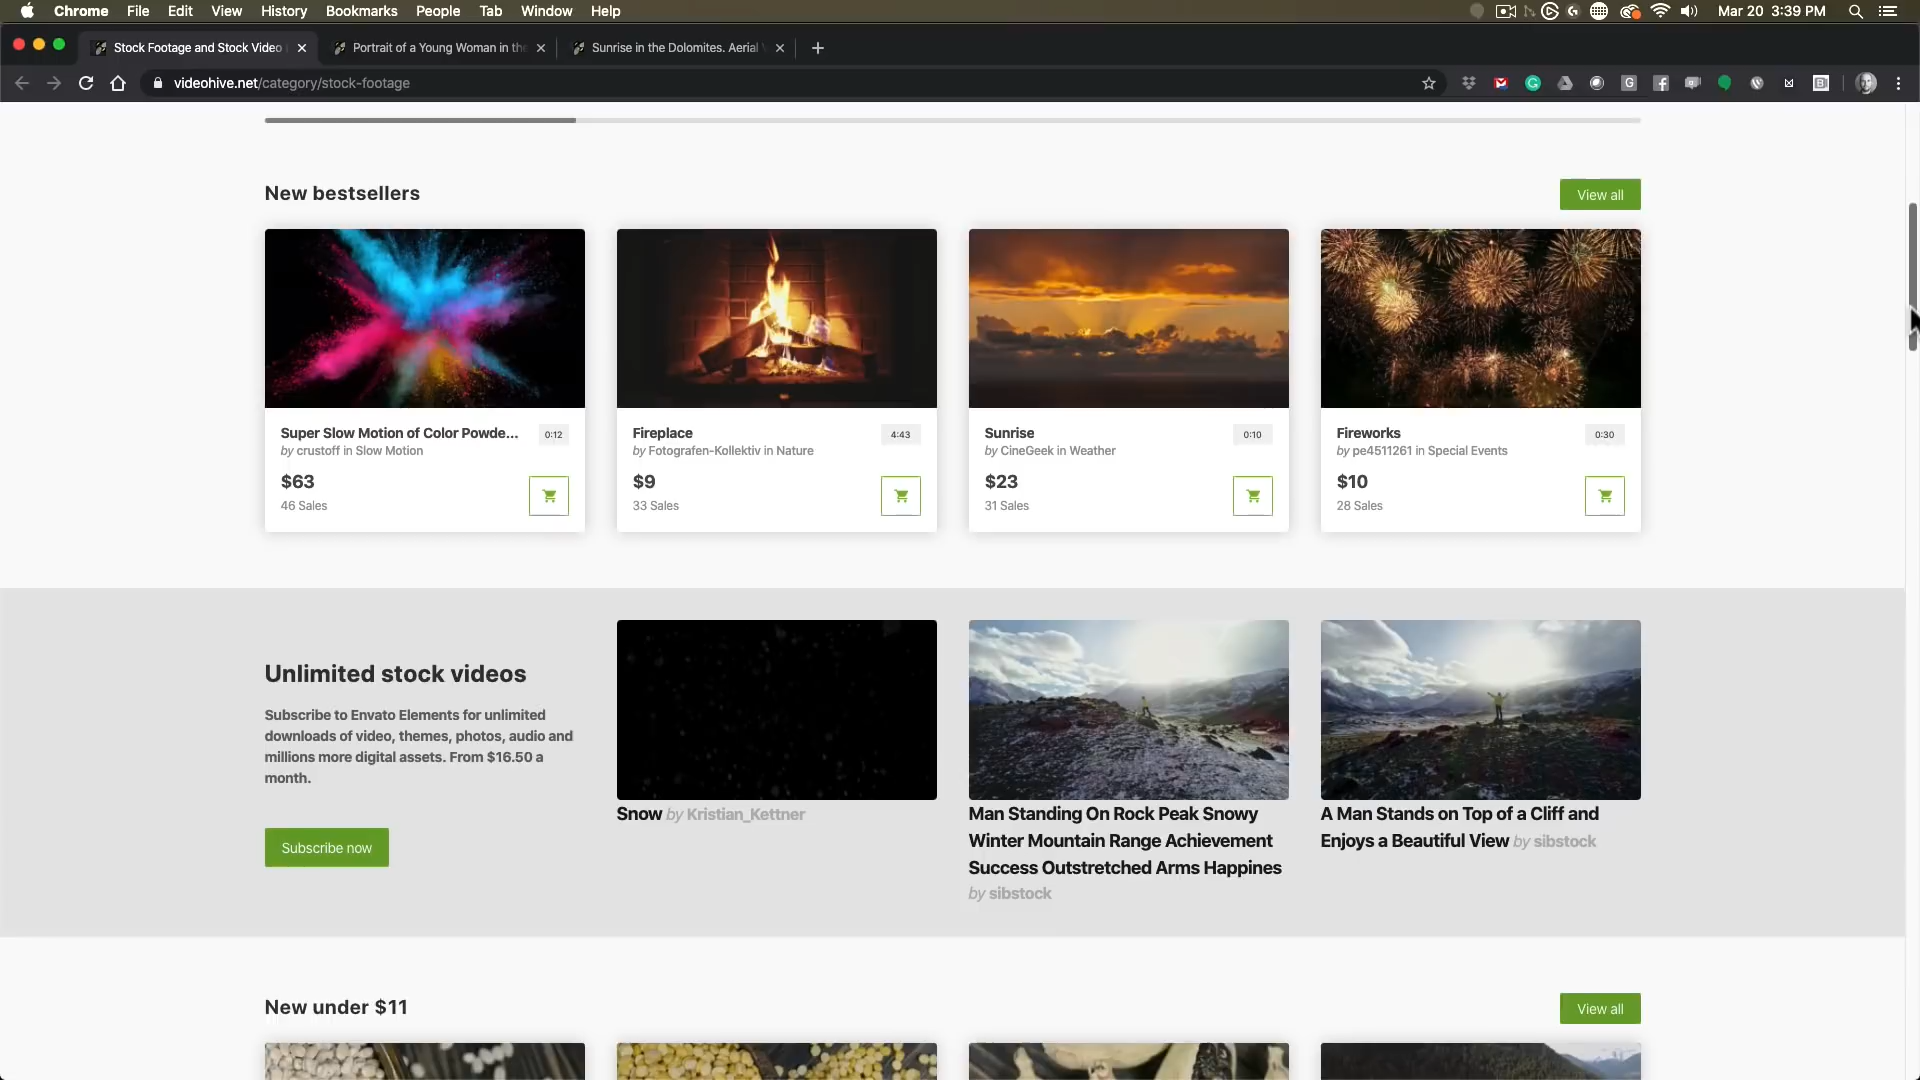 Chrome File Edit View History Bookmarks People Tab Window Help
Mar 20 3:39 PM
Stock Footage and Stock Video
Portrait of a Young Woman in the
Sunrise in the Dolomites. Aerial
videohive.net/category/stock-footage
New bestsellers
View all
Super Slow Motion of Color Powde...
0:12
by crustoff in Slow Motion
$63
46 Sales
Fireplace
4:43
by Fotografen-Kollektiv in Nature
$9
33 Sales
Sunrise
0:10
by CineGeek in Weather
$23
31 Sales
Fireworks
0:30
by pe4511261 in Special Events
$10
28 Sales
Unlimited stock videos
Subscribe to Envato Elements for unlimited
downloads of video, themes, photos, audio and
millions more digital assets. From $16.50 a
month.
Subscribe now
Snow by Kristian_Kettner
Man Standing On Rock Peak Snowy
Winter Mountain Range Achievement
Success Outstretched Arms Happines
by sibstock
A Man Stands on Top of a Cliff and
Enjoys a Beautiful View by sibstock
New under $11
View all